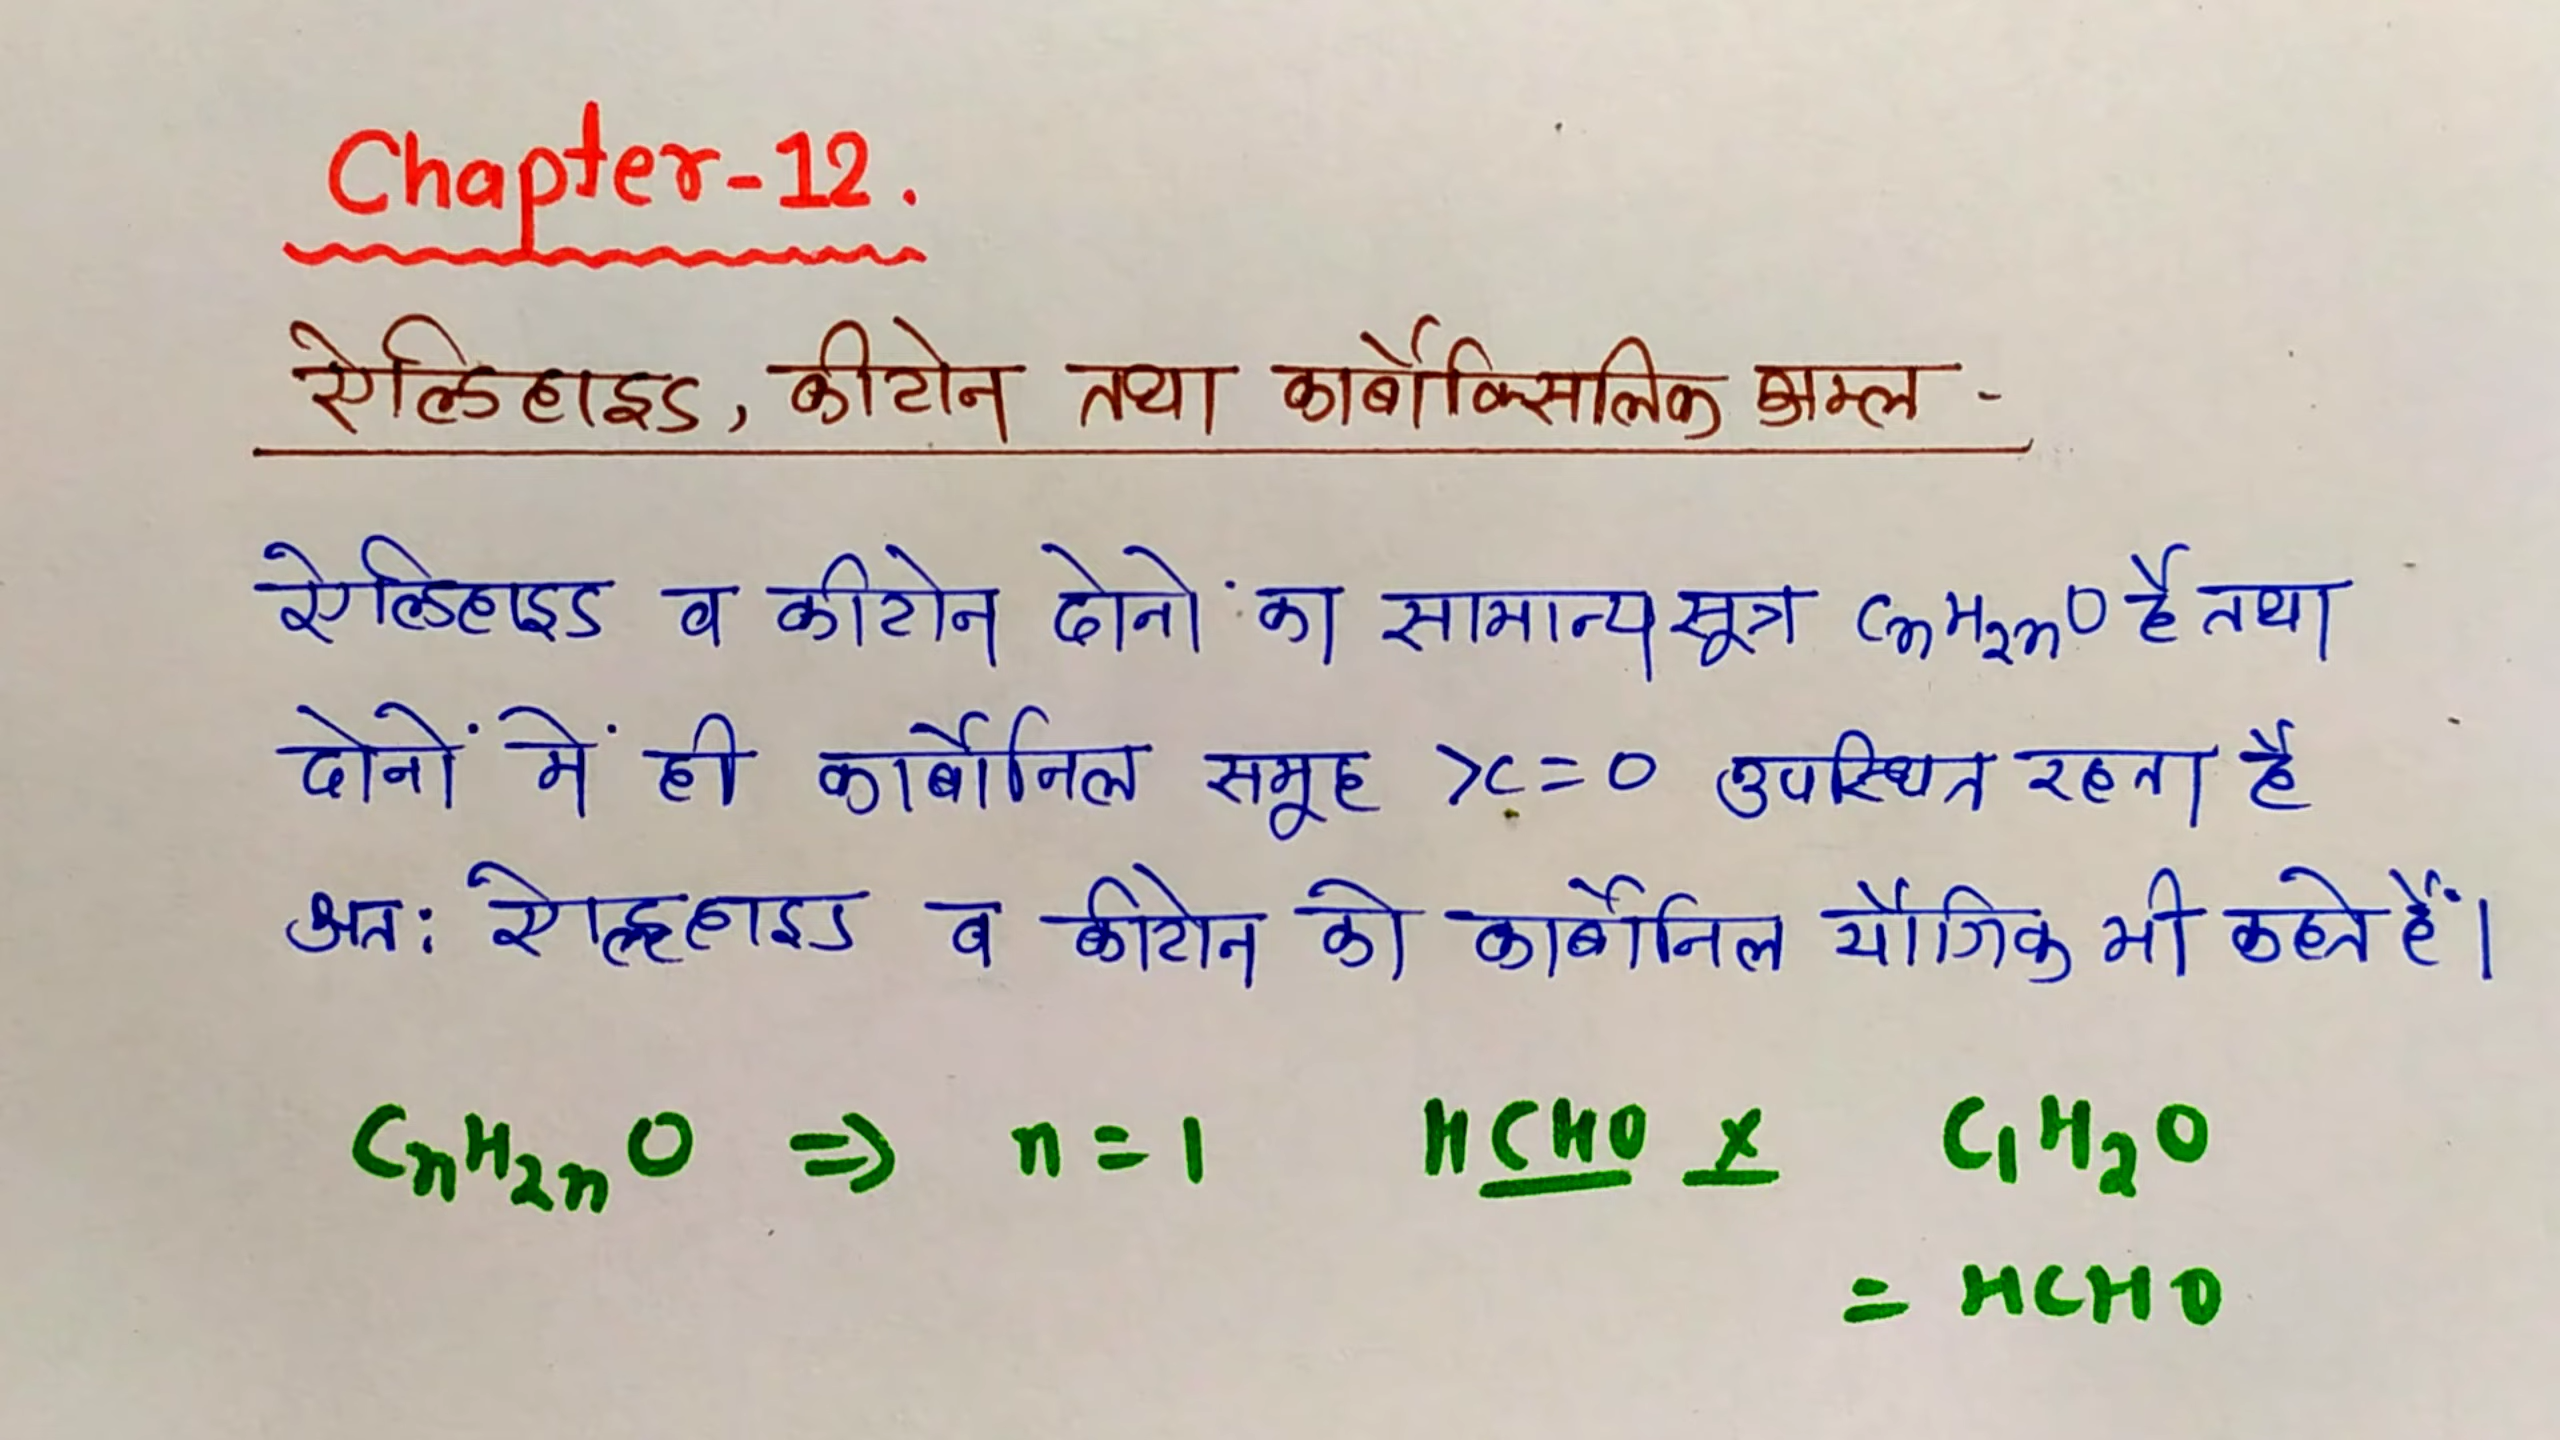 Chapter-12.
ऐल्डिहाइड, कीटोन तथा कार्बोक्सिलिक अम्ल -
ऐल्डिहाइड व कीटोन दोनों का सामान्य सूत्र CnH2nO है तथा
दोनों में ही कार्बोनिल समूह >C=O उपस्थित रहता है
अतः ऐल्डिहाइड व कीटोन को कार्बोनिल यौगिक भी कहते हैं।
CnH2nO ⇒ n=1 HCHO x C1H2O
= HCHO